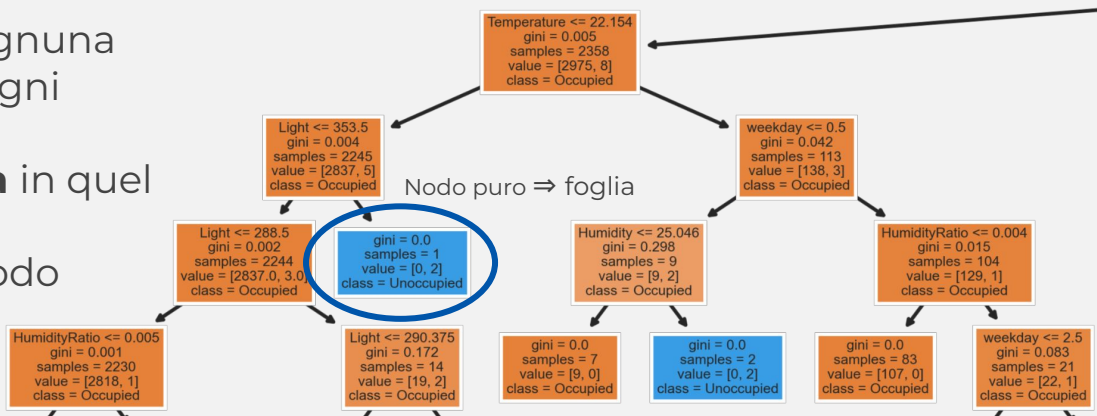 gnuna
gni
n in quel
odo
Temperature <= 22.154
gini = 0.005
samples = 2358
value = [2975, 8]
class = Occupied
Light <= 353.5
gini = 0.004
samples = 2245
value = [2837, 5]
class = Occupied
Nodo puro ⇒ foglia
weekday <= 0.5
gini = 0.042
samples = 113
value = [138, 3]
class = Occupied
Light <= 288.5
gini = 0.002
samples = 2244
value = [2837.0, 3.0]
class = Occupied
gini = 0.0
samples = 1
value = [0, 2]
class = Unoccupied
Humidity <= 25.046
gini = 0.298
samples = 9
value = [9, 2]
class = Occupied
HumidityRatio <= 0.004
gini = 0.015
samples = 104
value = [129, 1]
class = Occupied
HumidityRatio <= 0.005
gini = 0.001
samples = 2230
value = [2818, 1]
class = Occupied
Light <= 290.375
gini = 0.172
samples = 14
value = [19, 2]
class = Occupied
gini = 0.0
samples = 7
value = [9, 0]
class = Occupied
gini = 0.0
samples = 2
value = [0, 2]
class = Unoccupied
gini = 0.0
samples = 83
value = [107, 0]
class = Occupied
weekday <= 2.5
gini = 0.083
samples = 21
value = [22, 1]
class = Occupied